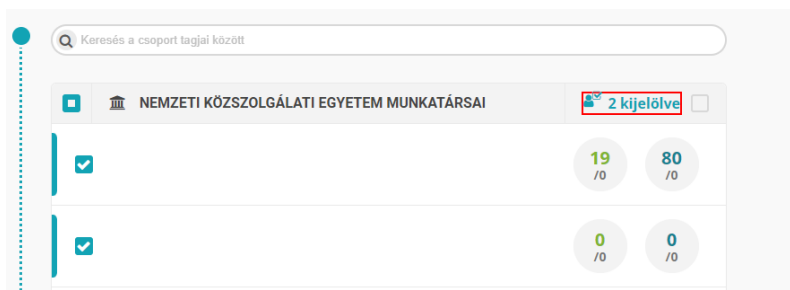 Keresés a csoport tagjai között
NEMZETI KÖZSZOLGÁLATI EGYETEM MUNKATÁRSAI 2 kijelölve
19 80
/0 /0
0 0
/0 /0